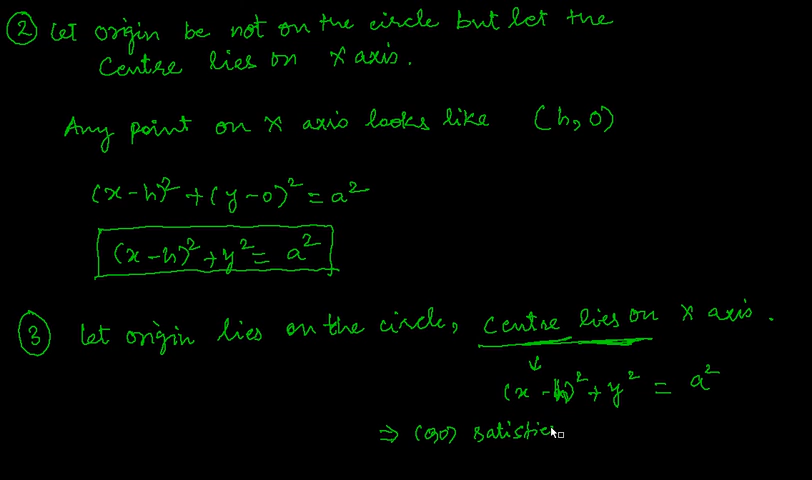 ② Let origin be not on the circle but let the
Centre lies on X axis.
Any point on X axis looks like (h, 0)
(x-h)² + (y-0)² = a²
(x-h)² + y² = a²
③ Let origin lies on the circle, Centre lies on X axis.
↓
(x-h)² + y² = a²
⇒ (0,0) satisfies